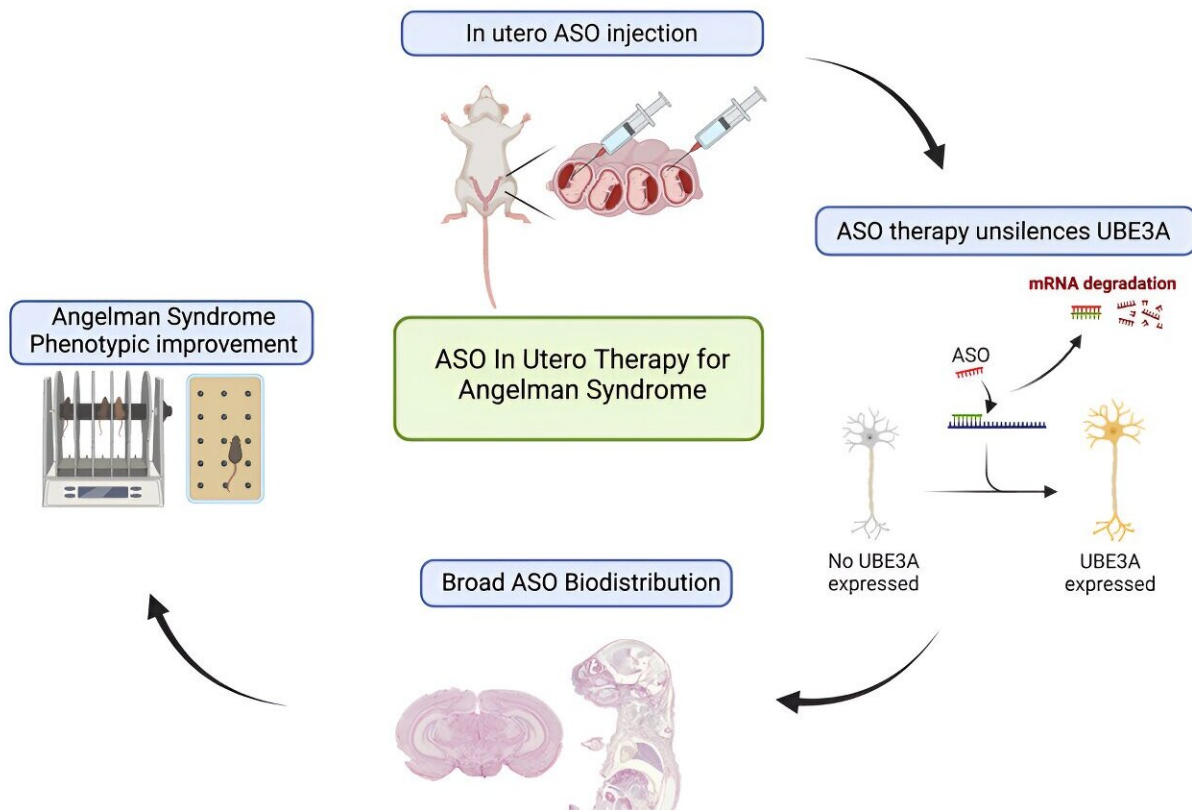 In utero ASO injection
ASO therapy unsilences UBE3A
mRNA degradation
ASO
No UBE3A
expressed
UBE3A
expressed
Broad ASO Biodistribution
Angelman Syndrome
Phenotypic improvement
ASO In Utero Therapy for
Angelman Syndrome